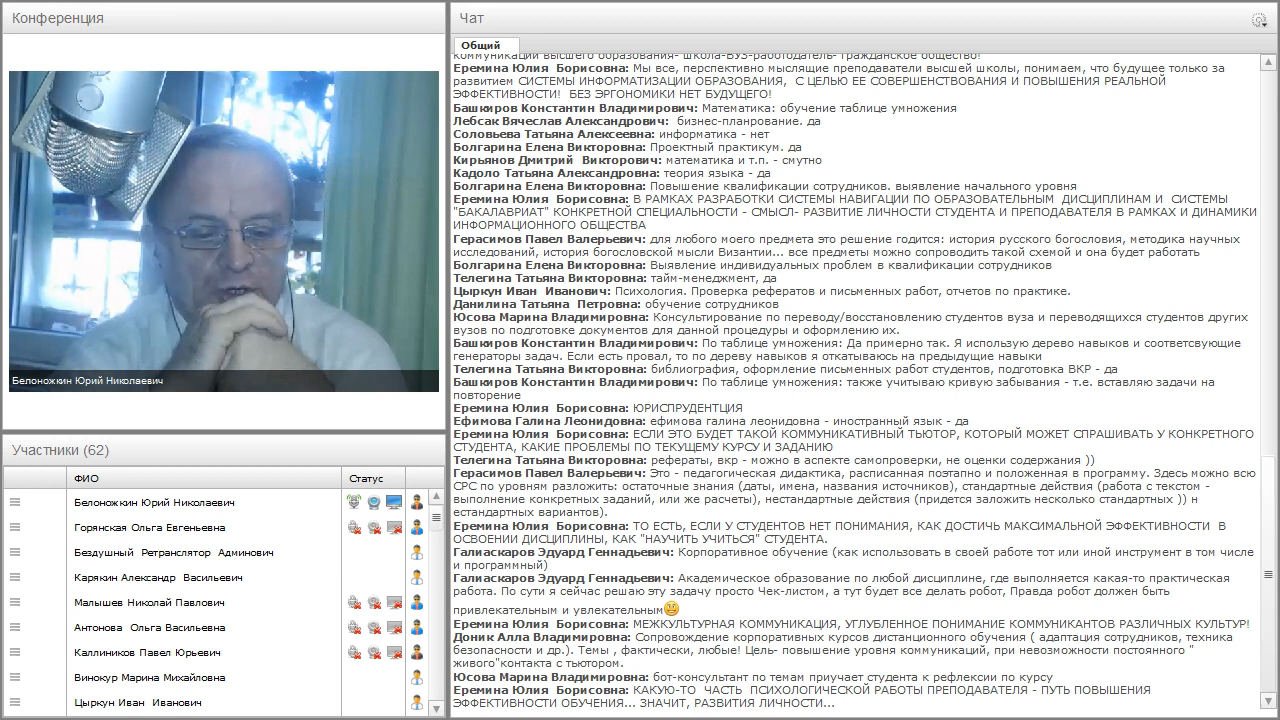 Конференция
Белоножкин Юрий Николаевич
Участники (62)
ФИО
Статус
Белоножкин Юрий Николаевич
Горянская Ольга Евгеньевна
Бездушный Ретранслятор Админович
Карякин Александр Васильевич
Малышев Николай Павлович
Антонова Ольга Васильевна
Каллиников Павел Юрьевич
Винокур Марина Михайловна
Цыркун Иван Иванович
Чат
Общий
коммуникации высшего образования- школа-вуз-работодатель- гражданское общество!
Еремина Юлия Борисовна: Мы все, перспективно мыслящие преподаватели высшей школы, понимаем, что будущее только за
развитием СИСТЕМЫ ИНФОРМАТИЗАЦИИ ОБРАЗОВАНИЯ, С ЦЕЛЬЮ ЕЕ СОВЕРШЕНСТВОВАНИЯ И ПОВЫШЕНИЯ РЕАЛЬНОЙ
ЭФФЕКТИВНОСТИ! БЕЗ ЭРГОНОМИКИ НЕТ БУДУЩЕГО!
Башкиров Константин Владимирович: Математика: обучение таблице умножения
Лебсак Вячеслав Александрович: бизнес-планрование. да
Соловьева Татьяна Алексеевна: информатика - нет
Болгарина Елена Викторовна: Проектный практикум. да
Кирьянов Дмитрий Викторович: математика и т.п. - смутно
Кадоло Татьяна Александровна: теория языка - да
Болгарина Елена Викторовна: Повышение квалификации сотрудников. выявление начального уровня
Еремина Юлия Борисовна: В РАМКАХ РАЗРАБОТКИ СИСТЕМЫ НАВИГАЦИИ ПО ОБРАЗОВАТЕЛЬНЫМ ДИСЦИПЛИНАМ И СИСТЕМЫ
"БАКАЛАВРИАТ" КОНКРЕТНОЙ СПЕЦИАЛЬНОСТИ - СМЫСЛ- РАЗВИТИЕ ЛИЧНОСТИ СТУДЕНТА И ПРЕПОДАВАТЕЛЯ В РАМКАХ И ДИНАМИКИ
ИНФОРМАЦИОННОГО ОБЩЕСТВА
Герасимов Павел Валерьевич: для любого моего предмета это решение годится: история русского богословия, методика научных
исследований, история богословской мысли Византии... все предметы можно сопроводить такой схемой и она будет работать
Болгарина Елена Викторовна: Выявление индивидуальных проблем в квалификации сотрудников
Телегина Татьяна Викторовна: тайм-менеджмент, да
Цыркун Иван Иванович: Психология. Проверка рефератов и письменных работ, отчетов по практике.
Данилина Татьяна Петровна: обучение сотрудников
Юсова Марина Владимировна: Консультирование по переводу/восстановлению студентов вуза и переводящихся студентов других
вузов по подготовке документов для данной процедуры и оформлению их.
Башкиров Константин Владимирович: По таблице умножения: Да примерно так. Я использую дерево навыков и соответсвующие
генераторы задач. Если есть провал, то по дереву навыков я откатываюсь на предыдущие навыки
Телегина Татьяна Викторовна: библиография, оформление письменных работ студентов, подготовка ВКР - да
Башкиров Константин Владимирович: По таблице умножения: также учитываю кривую забывания - т.е. вставляю задачи на
повторение
Еремина Юлия Борисовна: ЮРИСПРУДЕНТЦИЯ
Ефимова Галина Леонидовна: ефимова галина леонидовна - иностранный язык - да
Еремина Юлия Борисовна: ЕСЛИ ЭТО БУДЕТ ТАКОЙ КОММУНИКАТИВНЫЙ ТЬЮТОР, КОТОРЫЙ МОЖЕТ СПРАШИВАТЬ У КОНКРЕТНОГО
СТУДЕНТА, КАКИЕ ПРОБЛЕМЫ ПО ТЕКУЩЕМУ КУРСУ И ЗАДАНИЮ
Телегина Татьяна Викторовна: рефераты, вкр - можно в аспекте самопроверки, не оценки содержания ))
Герасимов Павел Валерьевич: Это - педагогическая дидактика, расписанная поэтапно и положенная в программу. Здесь можно всю
СРС по уровням разложить: остаточные знания (даты, имена, названия источников), стандартные действия (работа с текстом -
выполнение конкретных заданий, или же расчеты), нестандартные действия (придется заложить несколько стандартных )) н
естандартных вариантов).
Еремина Юлия Борисовна: ТО ЕСТЬ, ЕСЛИ У СТУДЕНТОВ НЕТ ПОНИМАНИЯ, КАК ДОСТИЧЬ МАКСИМАЛЬНОЙ ЭФФЕКТИВНОСТИ В
ОСВОЕНИИ ДИСЦИПЛИНЫ, КАК "НАУЧИТЬ УЧИТЬСЯ" СТУДЕНТА.
Галиаскаров Эдуард Геннадьевич: Корпоративное обучение (как использовать в своей работе тот или иной инструмент в том числе
и программный)
Галиаскаров Эдуард Геннадьевич: Академическое образование по любой дисциплине, где выполняется какая-то практическая
работа. По сути я сейчас решаю эту задачу просто Чек-листом, а тут будет все делать робот, Правда робот должен быть
привлекательным и увлекательным
Еремина Юлия Борисовна: МЕЖКУЛЬТУРНАЯ КОММУНИКАЦИЯ, УГЛУБЛЕННОЕ ПОНИМАНИЕ КОММУНИКАНТОВ РАЗЛИЧНЫХ КУЛЬТУР!
Доник Алла Владимировна: Сопровождение корпоративных курсов дистанционного обучения ( адаптация сотрудников, техника
безопасности и др.). Темы , фактически, любые! Цель- повышение уровня коммуникаций, при невозможности постоянного "
живого"контакта с тьютором.
Юсова Марина Владимировна: бот-консультант по темам приучает студента к рефлексии по курсу
Еремина Юлия Борисовна: КАКУЮ-ТО ЧАСТЬ ПСИХОЛОГИЧЕСКОЙ РАБОТЫ ПРЕПОДАВАТЕЛЯ - ПУТЬ ПОВЫШЕНИЯ
ЭФФЕКТИВНОСТИ ОБУЧЕНИЯ... ЗНАЧИТ, РАЗВИТИЯ ЛИЧНОСТИ...